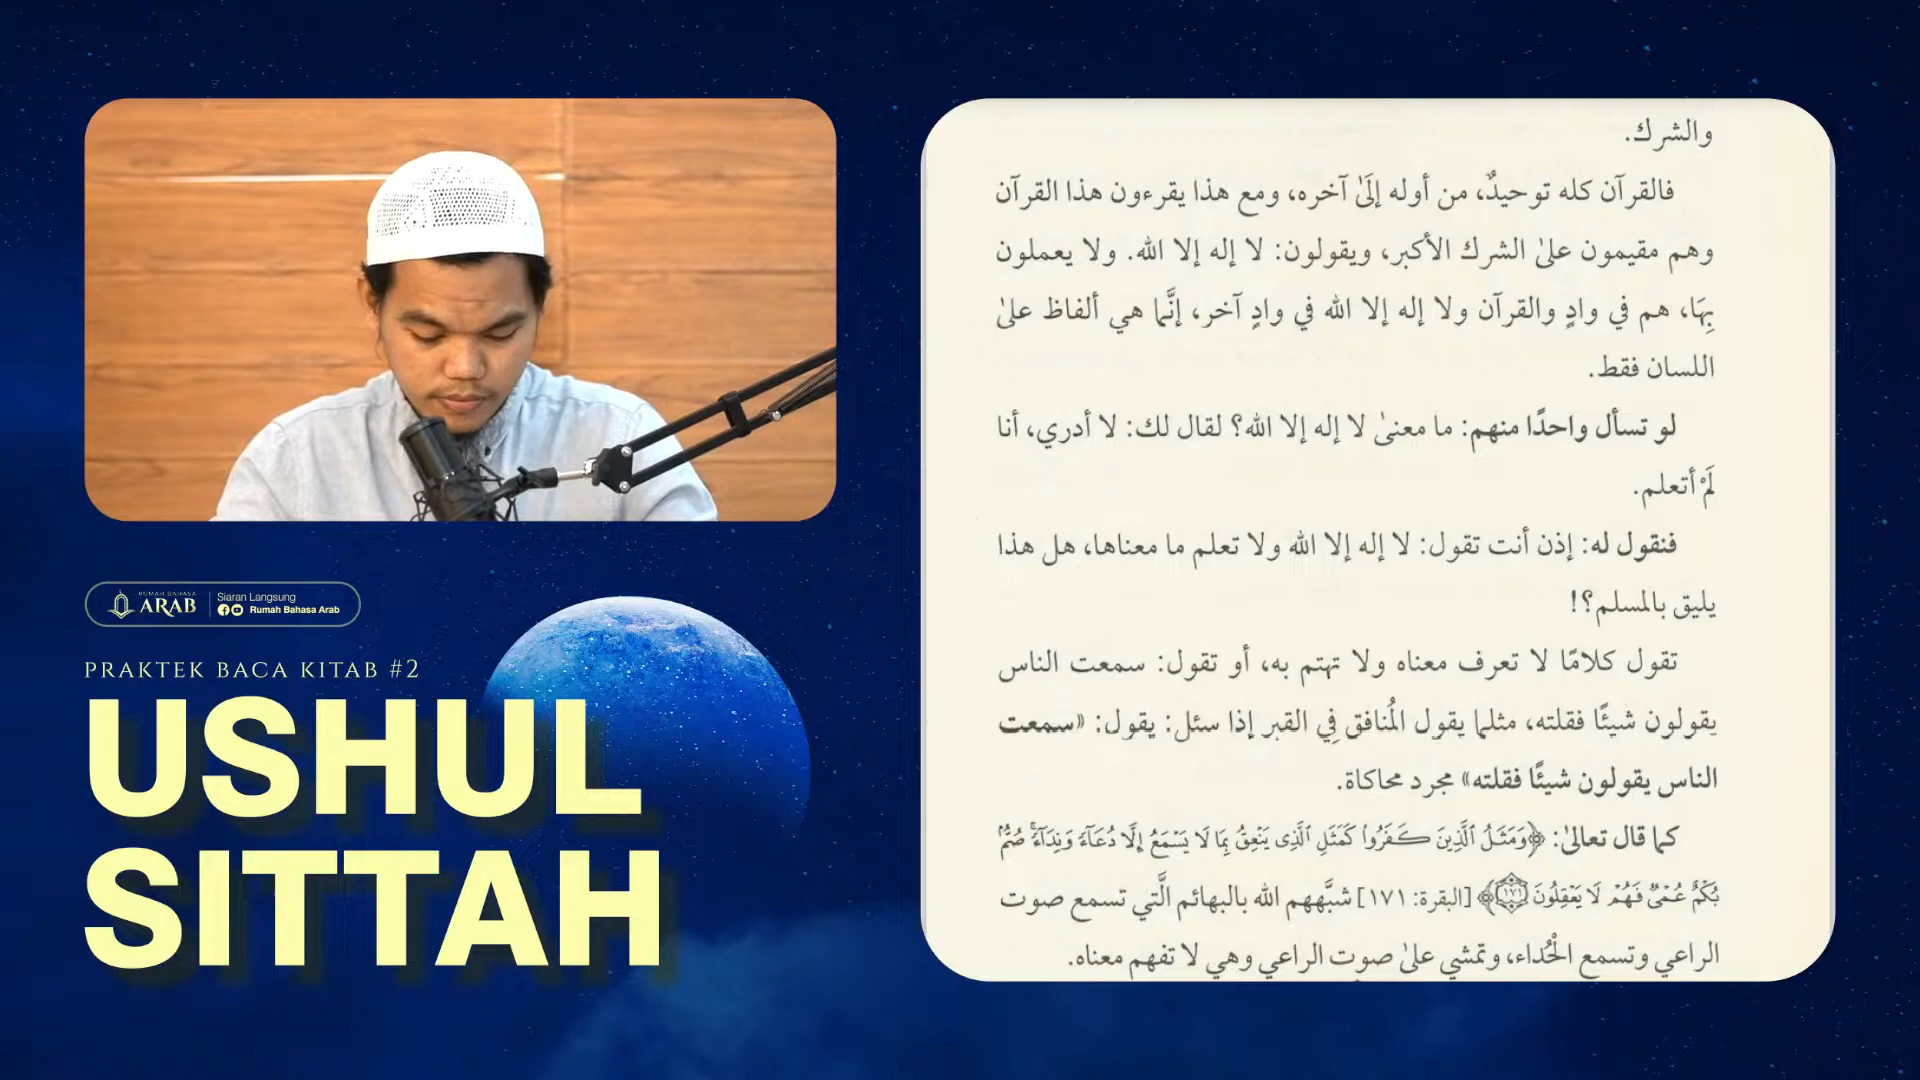 RUMAH BAHASA
ARAB
Siaran Langsung
Rumah Bahasa Arab
PRAKTEK BACA KITAB #2
USHUL
SITTAH
والشرك.
فالقرآن كله توحيدٌ، من أوله إلَىٰ آخره، ومع هذا يقرءون هذا القرآن
وهم مقيمون علىٰ الشرك الأكبر، ويقولون: لا إله إلا الله. ولا يعملون
بِهَا، هم في وادٍ والقرآن ولا إله إلا الله في وادٍ آخر، إنَّما هي ألفاظ علىٰ
اللسان فقط.
لو تسأل واحدًا منهم: ما معنىٰ لا إله إلا الله؟ لقال لك: لا أدري، أنا
لَمْ أتعلم.
فنقول له: إذن أنت تقول: لا إله إلا الله ولا تعلم ما معناها، هل هذا
يليق بالمسلم؟!
تقول كلامًا لا تعرف معناه ولا تهتم به، أو تقول: سمعت الناس
يقولون شيئًا فقلته، مثلما يقول المُنافق فِي القبر إذا سئل: يقول: «سمعت
الناس يقولون شيئًا فقلته» مجرد محاكاة.
كما قال تعالىٰ: ﴿وَمَثَلُ ٱلَّذِينَ كَفَرُوا۟ كَمَثَلِ ٱلَّذِى يَنْعِقُ بِمَا لَا يَسْمَعُ إِلَّا دُعَآءً وَنِدَآءً ۚ صُمٌّۢ
بُكْمٌ عُمْىٌ فَهُمْ لَا يَعْقِلُونَ ١٧١﴾ [البقرة: ١٧١] شبَّههم الله بالبهائم الَّتي تسمع صوت
الراعي وتسمع الْحُداء، وتمشي علىٰ صوت الراعي وهي لا تفهم معناه.